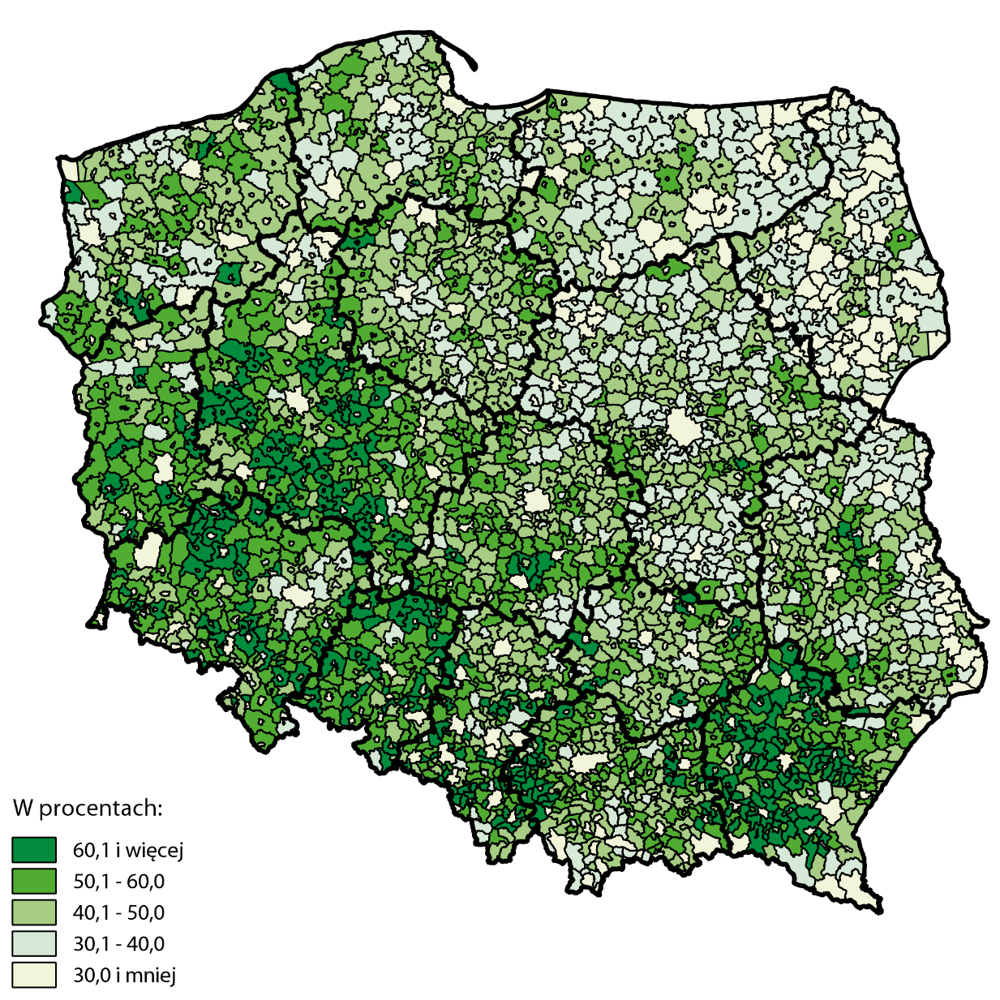 W procentach:
60,1 i więcej
50,1 - 60,0
40,1 - 50,0
30,1 - 40,0
30,0 i mniej